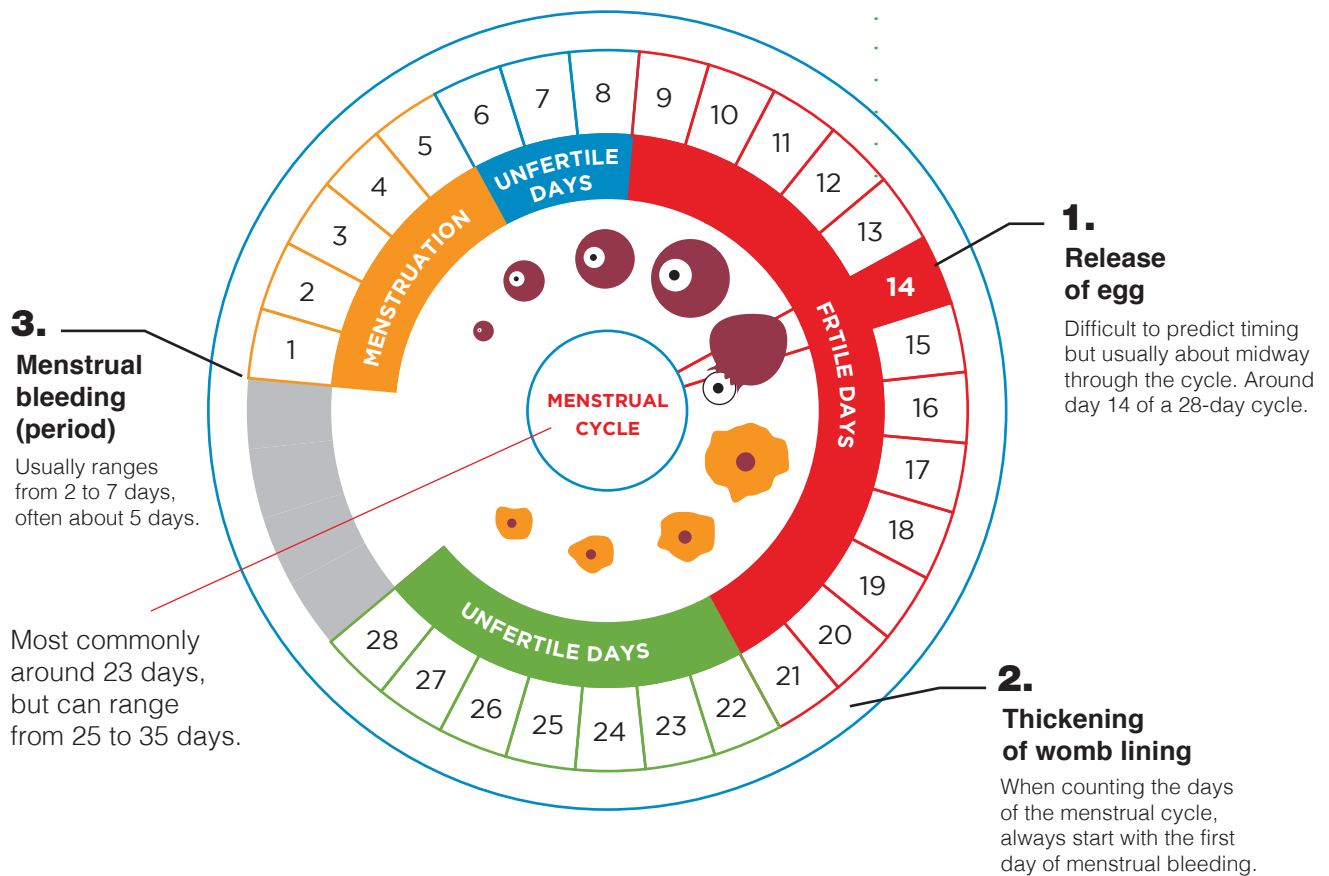 6
7
8
9
10
11
12
13
14
15
16
17
18
19
20
21
22
23
24
25
26
27
28
1
2
3
4
5
MENSTRUATION
UNFERTILE
DAYS
FRTILE DAYS
UNFERTILE DAYS
MENSTRUAL
CYCLE
1.
Release
of egg
Difficult to predict timing
but usually about midway
through the cycle. Around
day 14 of a 28-day cycle.
2.
Thickening
of womb lining
When counting the days
of the menstrual cycle,
always start with the first
day of menstrual bleeding.
3.
Menstrual
bleeding
(period)
Usually ranges
from 2 to 7 days,
often about 5 days.
Most commonly
around 23 days,
but can range
from 25 to 35 days.